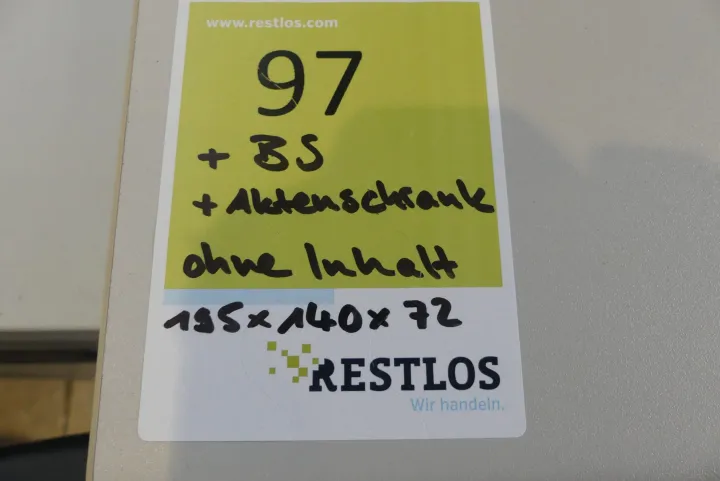 www.restlos.com
97
+ BS
+ Aktenschrank
ohne Inhalt
195 x 140 x 72
RESTLOS
Wir handeln.